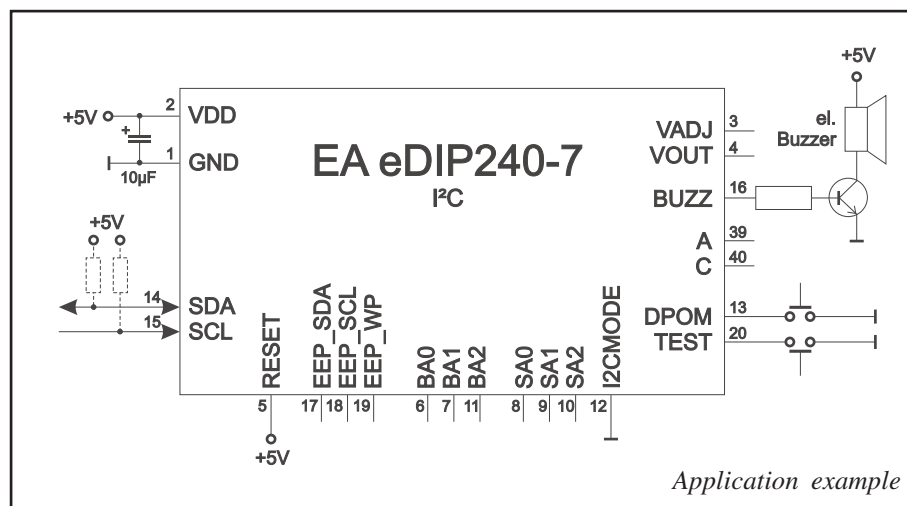 +5V
+5V
2 VDD
1 GND
10µF
+
EA eDIP240-7
I²C
VADJ 3
VOUT 4
el.
Buzzer
BUZZ 16
A 39
C 40
+5V
14 SDA
15 SCL
DPOM 13
TEST 20
RESET
EEP_SDA
EEP_SCL
EEP_WP
BA0
BA1
BA2
SA0
SA1
SA2
I2CMODE
5 17 18 19 6 7 11 8 9 10 12
+5V
Application example